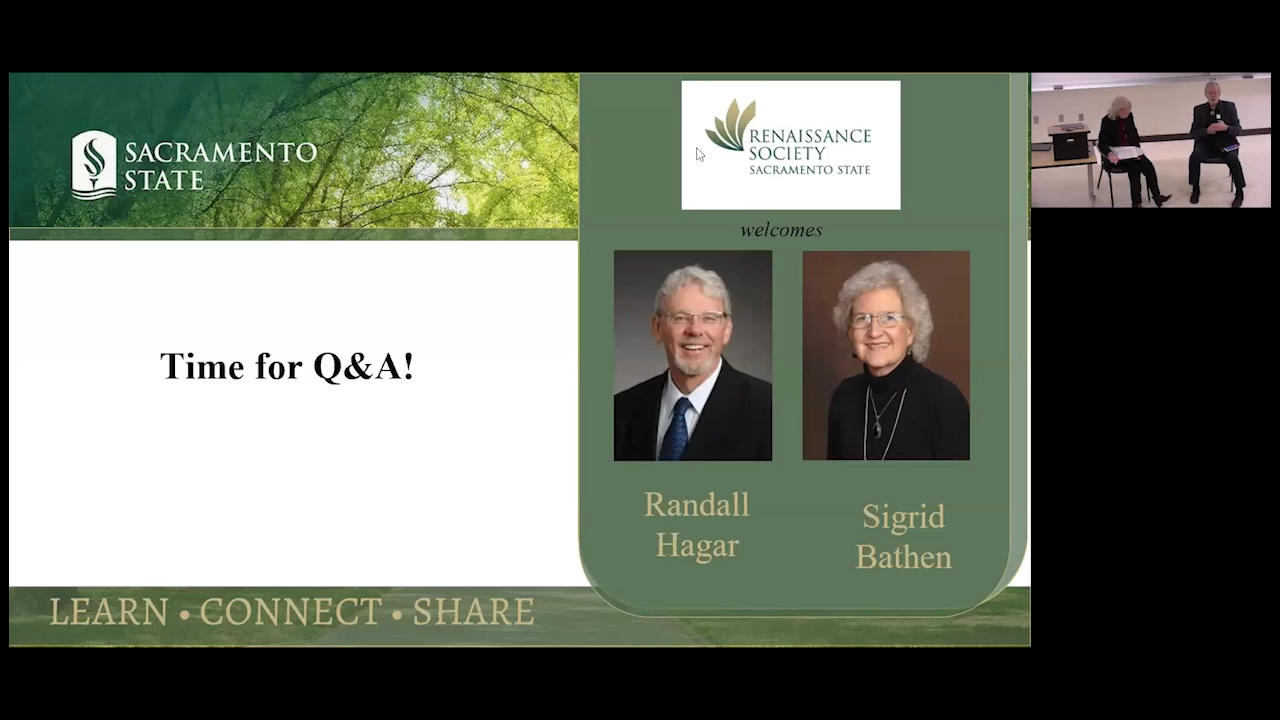 SACRAMENTO
STATE
RENAISSANCE
SOCIETY
SACRAMENTO STATE
welcomes
Time for Q&A!
Randall
Hagar
Sigrid
Bathen
LEARN • CONNECT • SHARE